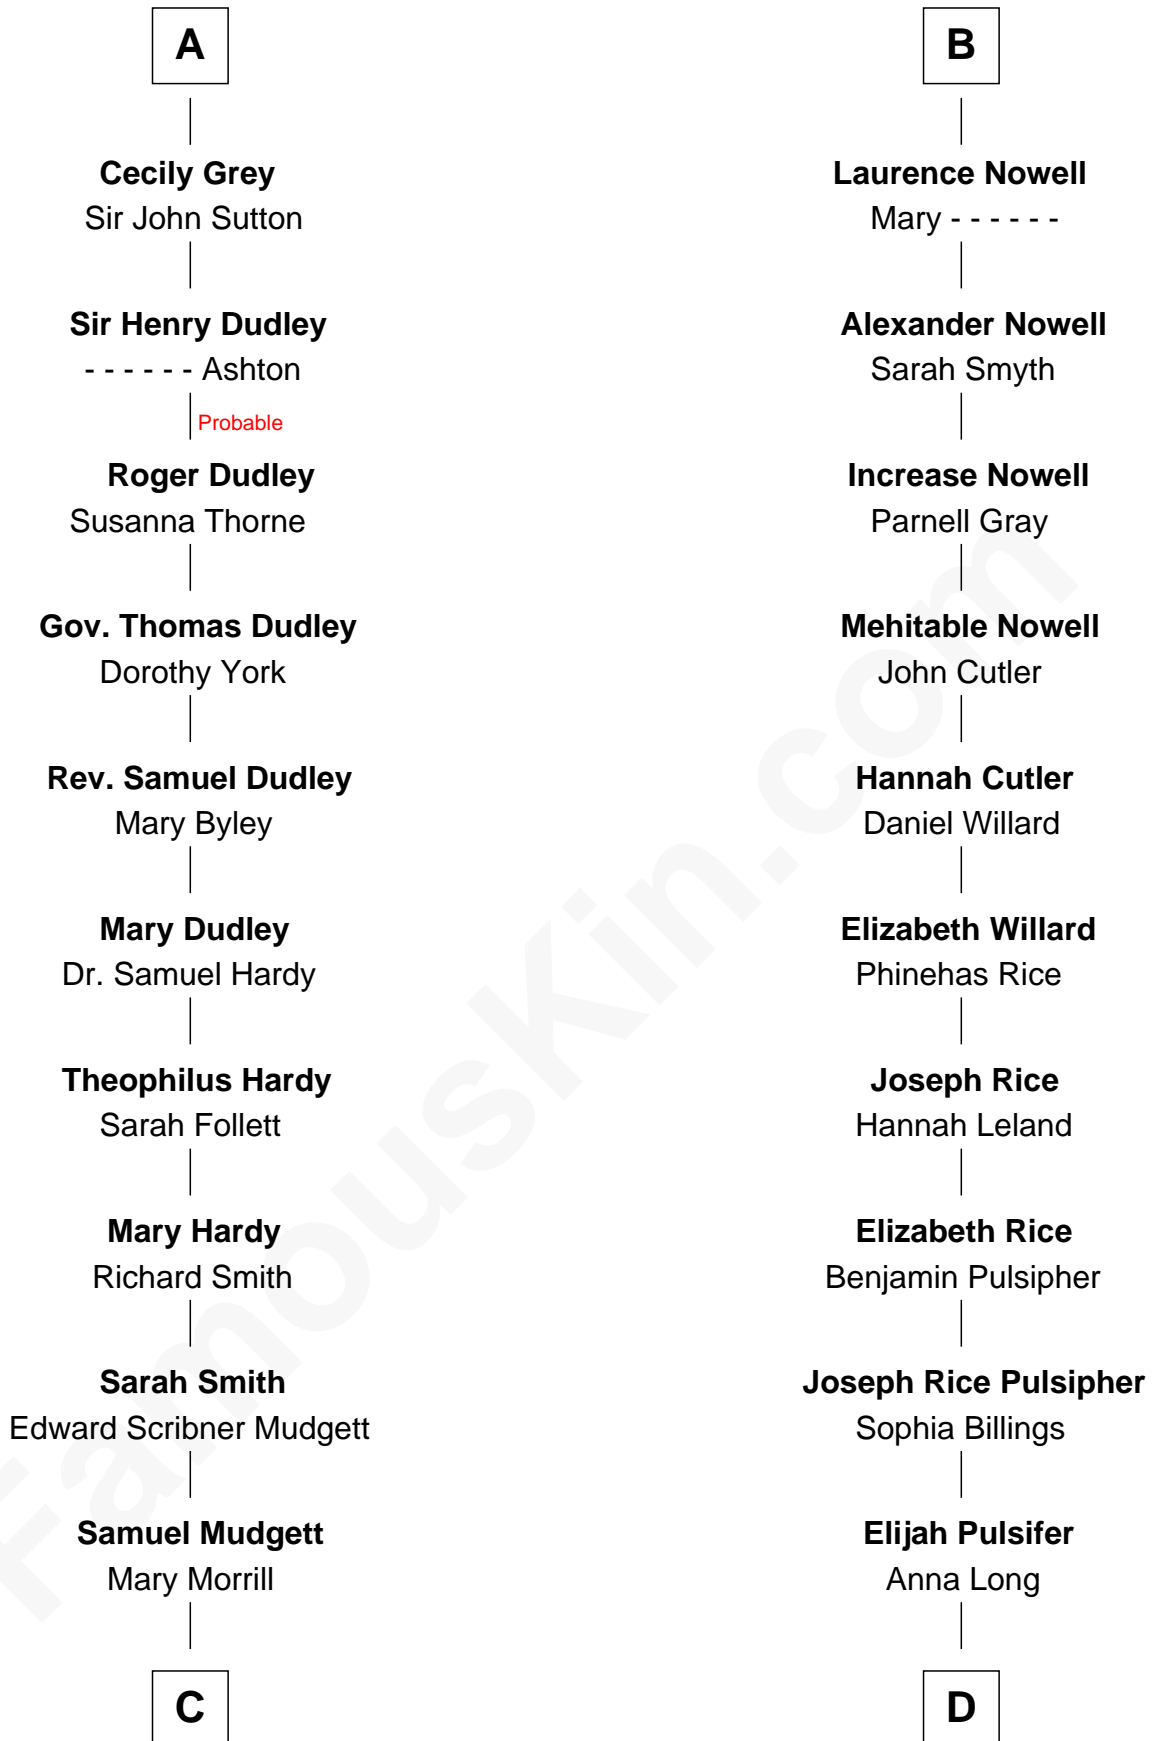 A
Cecily Grey
Sir John Sutton
Sir Henry Dudley
- - - - - - Ashton
Probable
Roger Dudley
Susanna Thorne
Gov. Thomas Dudley
Dorothy York
Rev. Samuel Dudley
Mary Byley
Mary Dudley
Dr. Samuel Hardy
Theophilus Hardy
Sarah Follett
Mary Hardy
Richard Smith
Sarah Smith
Edward Scribner Mudgett
Samuel Mudgett
Mary Morrill
C
B
Laurence Nowell
Mary - - - - - -
Alexander Nowell
Sarah Smyth
Increase Nowell
Parnell Gray
Mehitable Nowell
John Cutler
Hannah Cutler
Daniel Willard
Elizabeth Willard
Phinehas Rice
Joseph Rice
Hannah Leland
Elizabeth Rice
Benjamin Pulsipher
Joseph Rice Pulsipher
Sophia Billings
Elijah Pulsifer
Anna Long
D
FamousKin.com